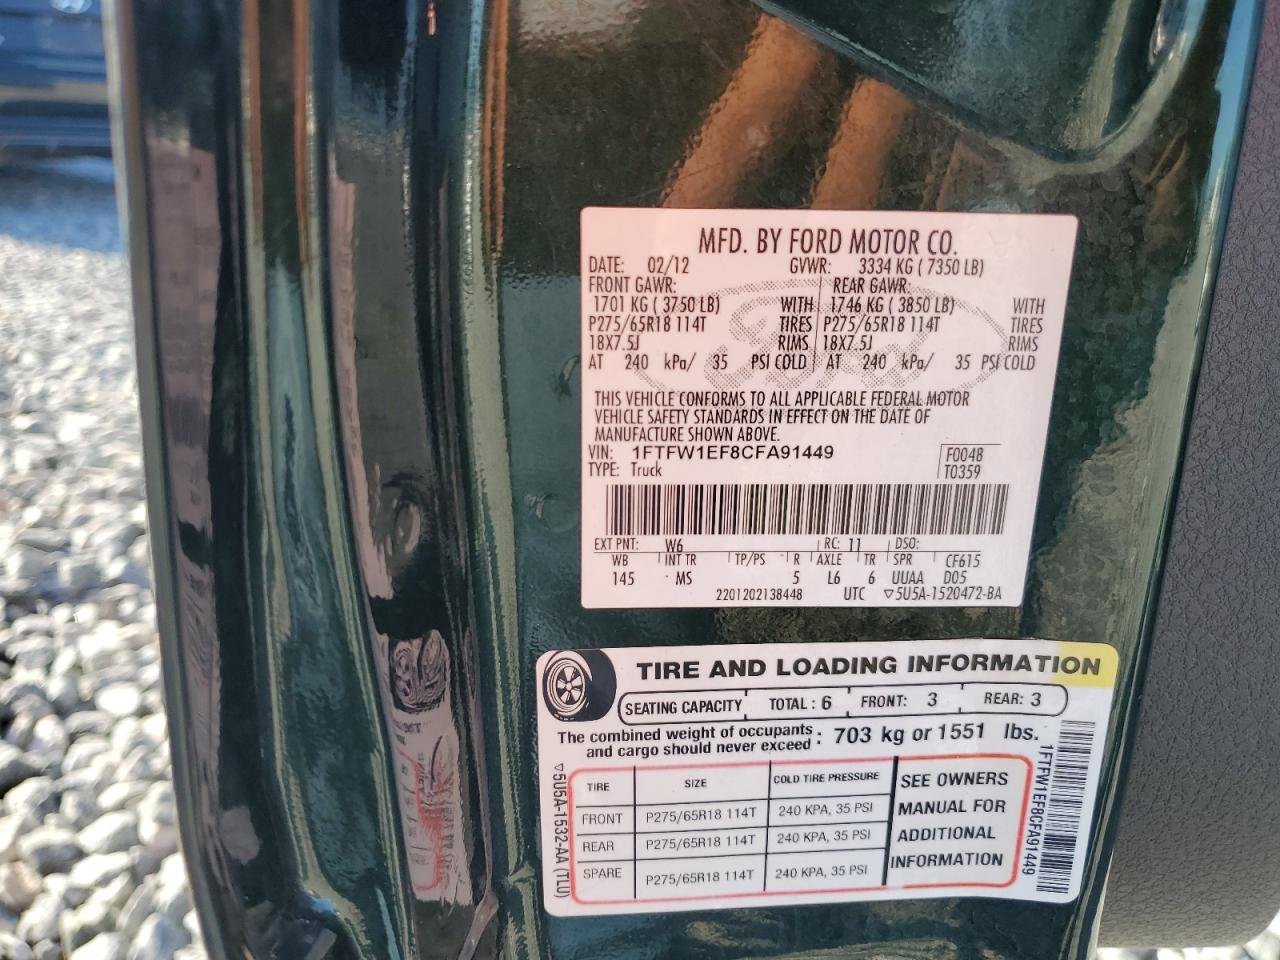 MFD. BY FORD MOTOR CO.
DATE: 02/12 GVWR: 3334 KG ( 7350 LB)
FRONT GAWR: REAR GAWR:
1701 KG ( 3750 LB) WITH 1746 KG ( 3850 LB) WITH
P275/65R18 114T TIRES P275/65R18 114T TIRES
18X7.5J RIMS 18X7.5J RIMS
AT 240 kPa/ 35 PSI COLD AT 240 kPa/ 35 PSI COLD
Ford
THIS VEHICLE CONFORMS TO ALL APPLICABLE FEDERAL MOTOR
VEHICLE SAFETY STANDARDS IN EFFECT ON THE DATE OF
MANUFACTURE SHOWN ABOVE.
VIN: 1FTFW1EF8CFA91449 F0048
TYPE: Truck T0359
EXT PNT: W6 RC: 11 DSO:
WB INT TR TP/PS R AXLE TR SPR CF615
145 MS 5 L6 6 UUAA D05
2201202138448 UTC ▽5U5A-1520472-BA
TIRE AND LOADING INFORMATION
SEATING CAPACITY TOTAL : 6 FRONT: 3 REAR: 3
The combined weight of occupants
and cargo should never exceed : 703 kg or 1551 lbs.
TIRE SIZE COLD TIRE PRESSURE
FRONT P275/65R18 114T 240 KPA, 35 PSI
REAR P275/65R18 114T 240 KPA, 35 PSI
SPARE P275/65R18 114T 240 KPA, 35 PSI
SEE OWNERS
MANUAL FOR
ADDITIONAL
INFORMATION
▽5U5A-1532-AA (TLU)
1FTFW1EF8CFA91449